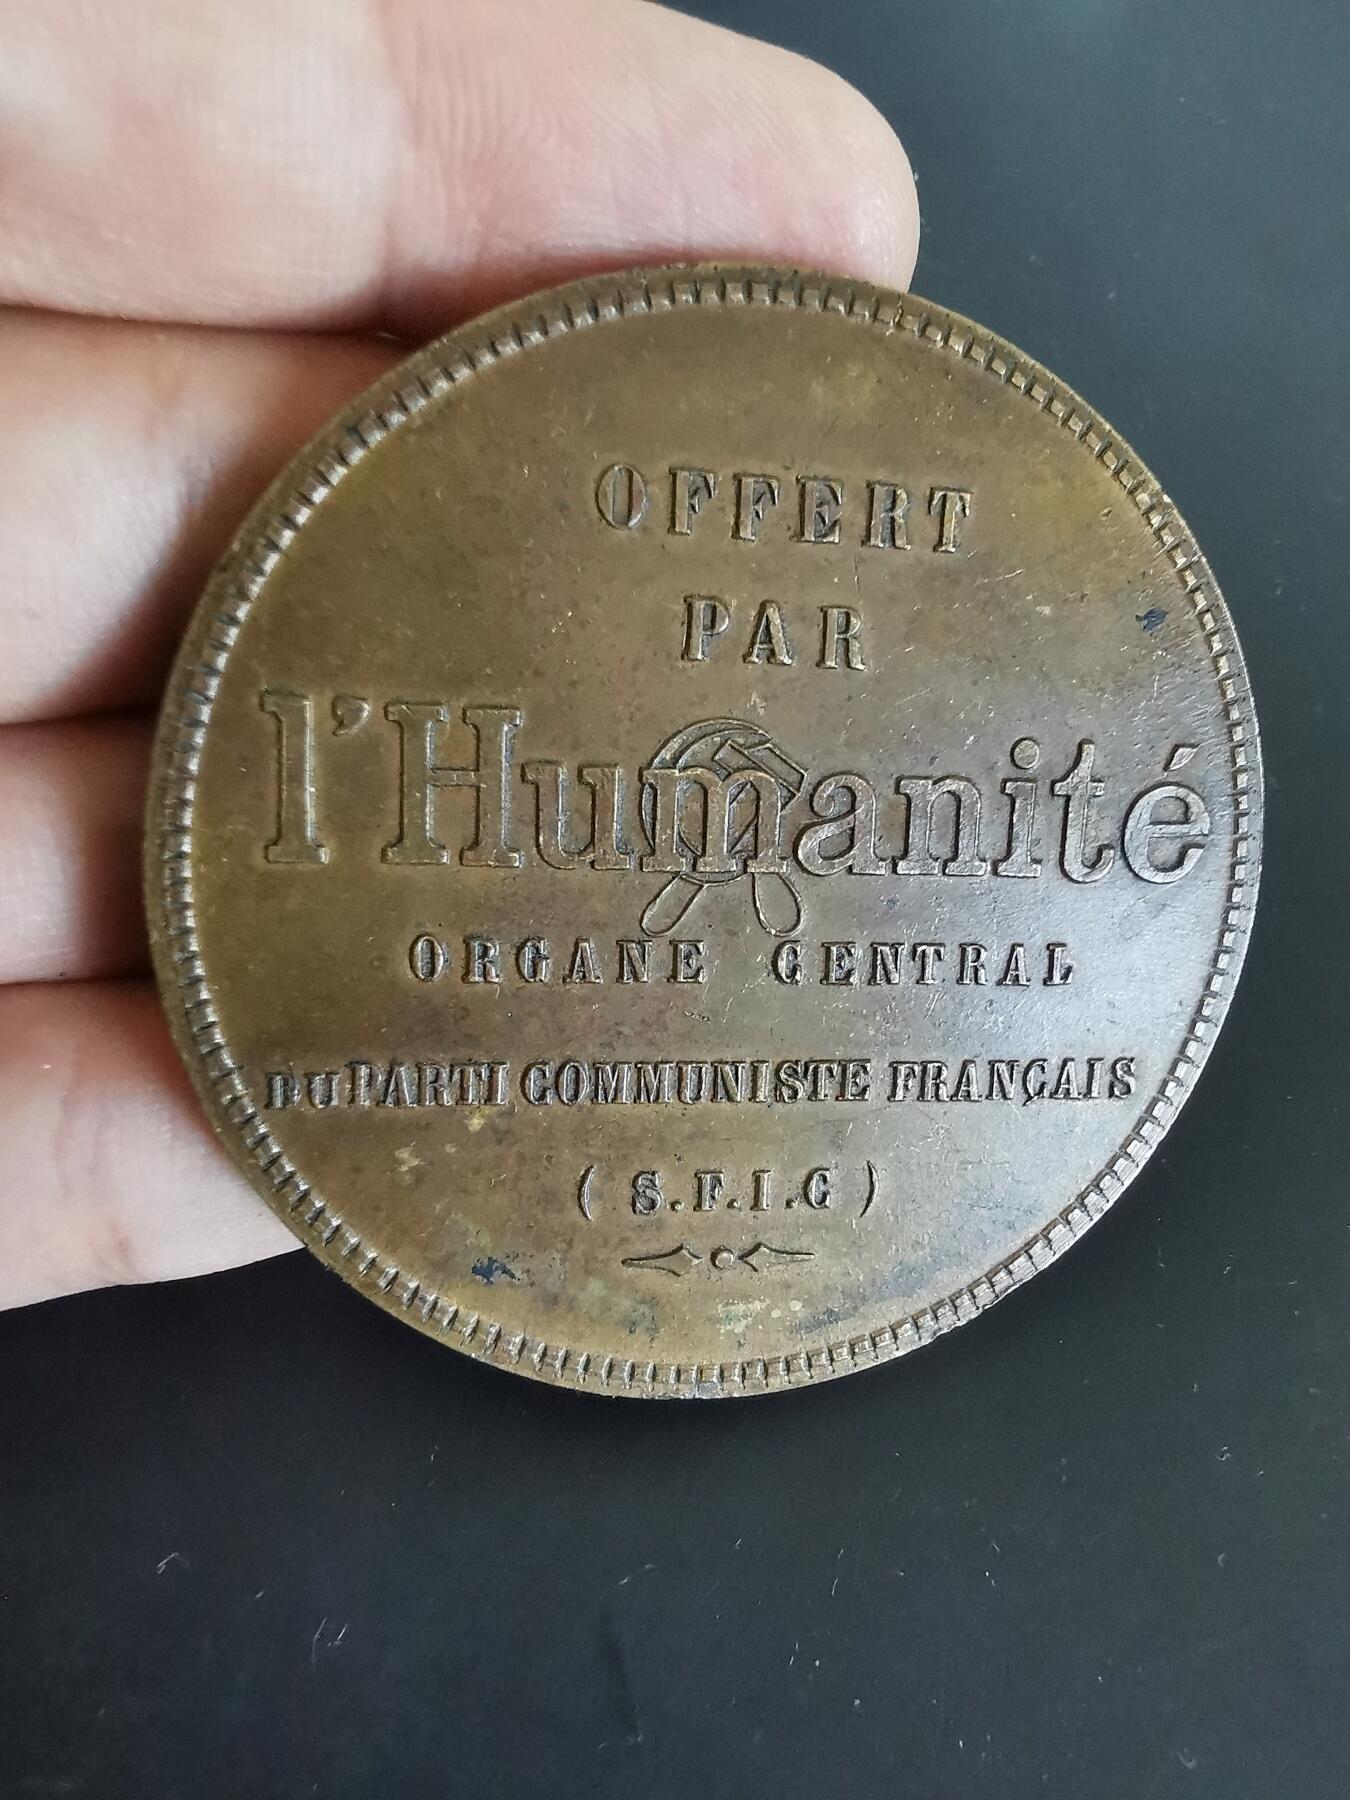 OFFERT
PAR
l'Humanité
ORGANE CENTRAL
DU PARTI COMMUNISTE FRANÇAIS
( S.F.I.C )